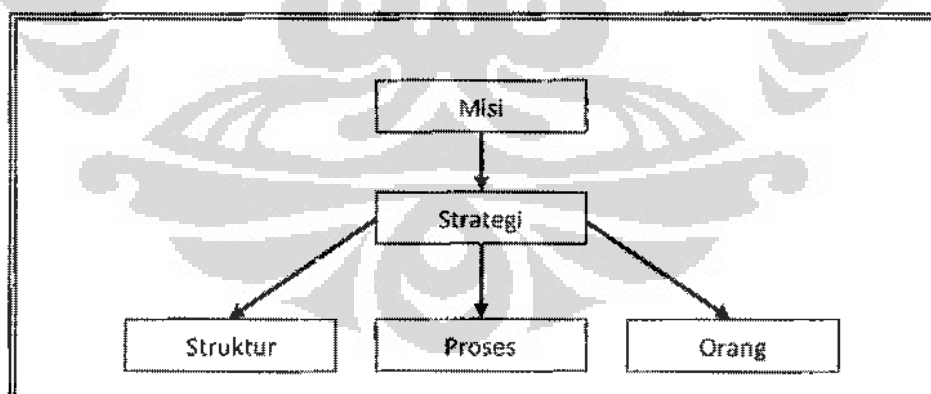 Misi
Strategi
Struktur
Proses
Orang